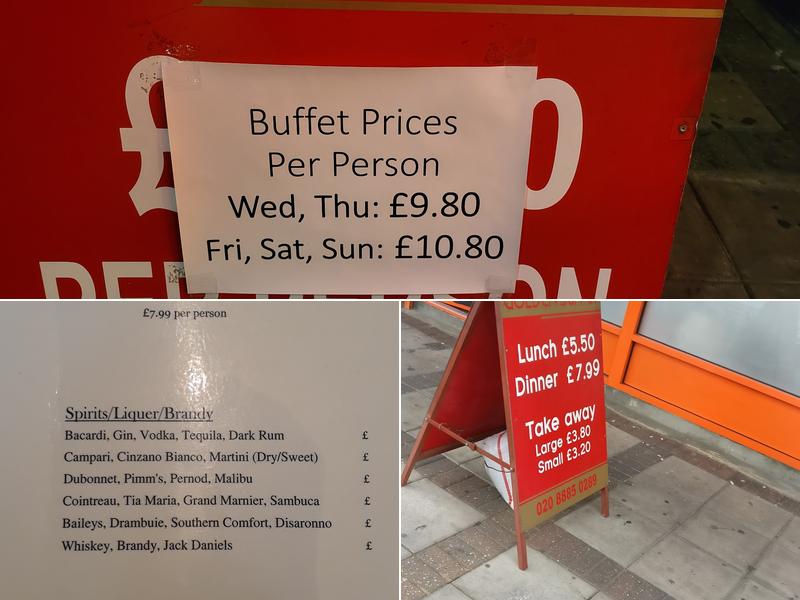 £ 0
Buffet Prices
Per Person
Wed, Thu: £9.80
Fri, Sat, Sun: £10.80
PER PERSON
£7.99 per person
Spirits/Liquer/Brandy
Bacardi, Gin, Vodka, Tequila, Dark Rum £
Campari, Cinzano Bianco, Martini (Dry/Sweet) £
Dubonnet, Pimm's, Pernod, Malibu £
Cointreau, Tia Maria, Grand Marnier, Sambuca £
Baileys, Drambuie, Southern Comfort, Disaronno £
Whiskey, Brandy, Jack Daniels £
Lunch £5.50
Dinner £7.99
Take away
Large £3.80
Small £3.20
020 8885 0289